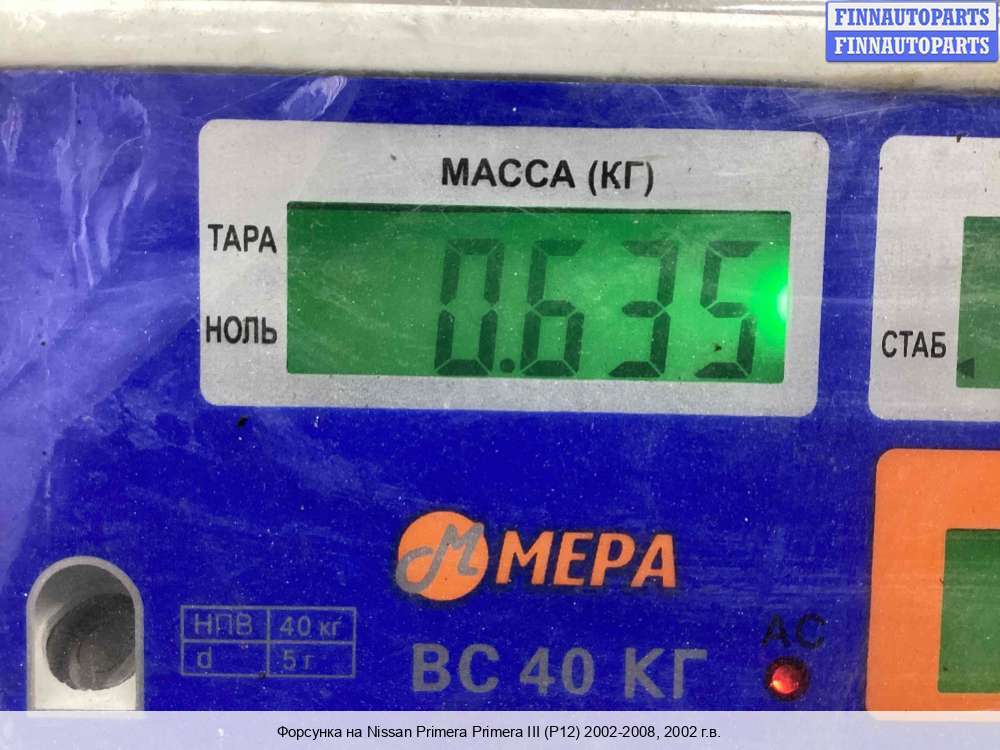 FINNAUTOPARTS
FINNAUTOPARTS
МАССА (КГ)
ТАРА
НОЛЬ
0.635
СТАБ
МЕРА
НПВ 40 кг
d 5 г
ВС 40 КГ
АС
Форсунка на Nissan Primera Primera III (P12) 2002-2008, 2002 г.в.